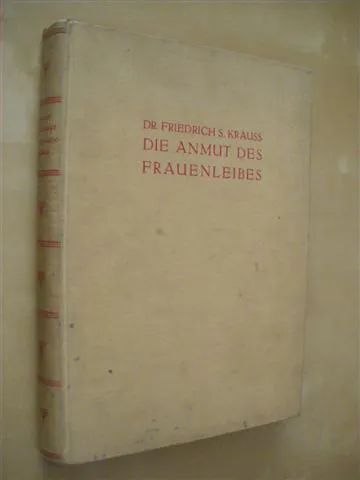 DR. FRIEDRICH S. KRAUSS
DIE ANMUT DES
FRAUENLEIBES